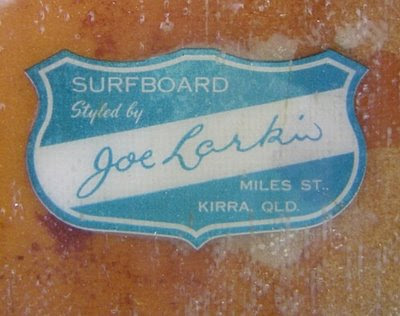 SURFBOARD
Styled by
Joe Larkin
MILES ST.,
KIRRA, QLD.